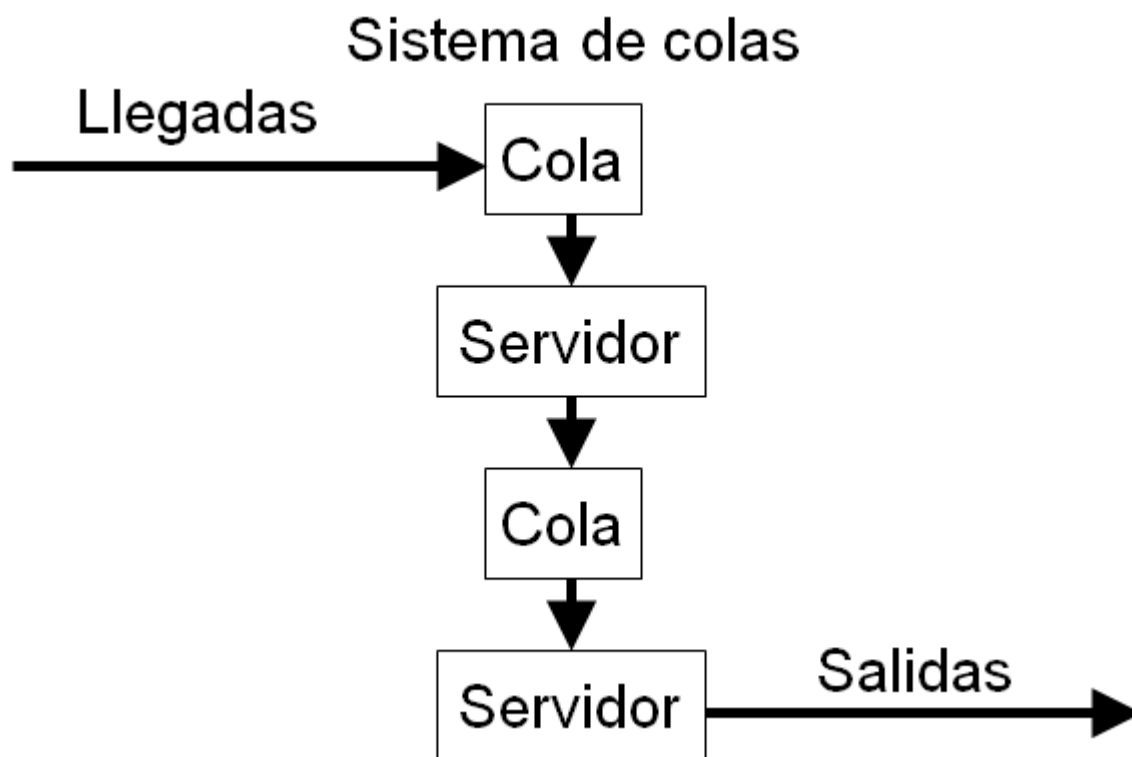 Sistema de colas
Llegadas
Cola
Servidor
Cola
Servidor
Salidas